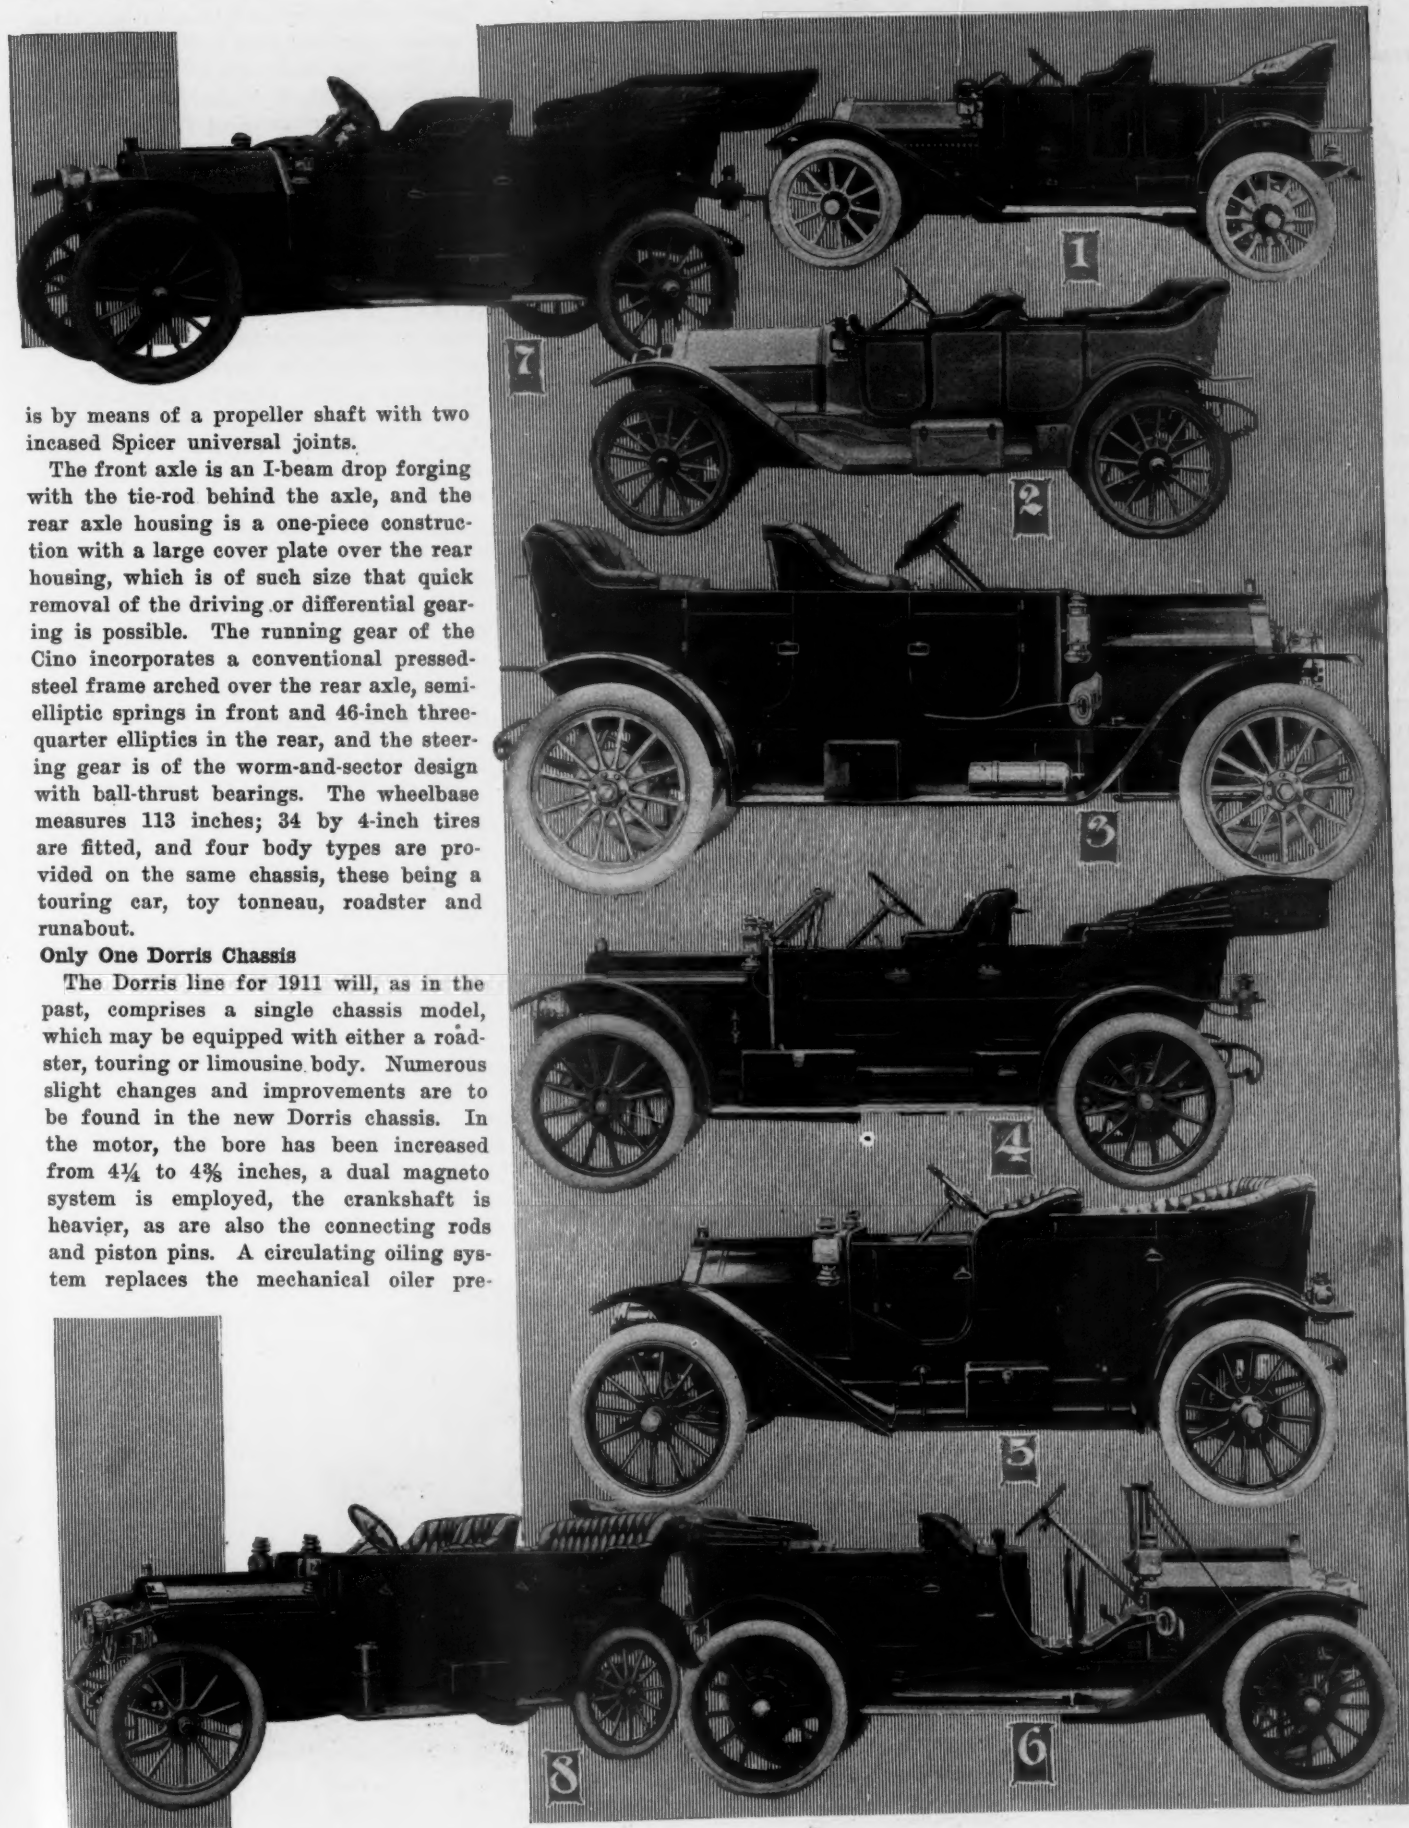 is by means of a propeller shaft with two
incased Spicer universal joints.
The front axle is an I-beam drop forging
with the tie-rod behind the axle, and the
rear axle housing is a one-piece construc-
tion with a large cover plate over the rear
housing, which is of such size that quick
removal of the driving or differential gear-
ing is possible. The running gear of the
Cino incorporates a conventional pressed-
steel frame arched over the rear axle, semi-
elliptic springs in front and 46-inch three-
quarter elliptics in the rear, and the steer-
ing gear is of the worm-and-sector design
with ball-thrust bearings. The wheelbase
measures 113 inches; 34 by 4-inch tires
are fitted, and four body types are pro-
vided on the same chassis, these being a
touring car, toy tonneau, roadster and
runabout.
Only One Dorris Chassis
The Dorris line for 1911 will, as in the
past, comprises a single chassis model,
which may be equipped with either a road-
ster, touring or limousine body. Numerous
slight changes and improvements are to
be found in the new Dorris chassis. In
the motor, the bore has been increased
from 4¼ to 4⅜ inches, a dual magneto
system is employed, the crankshaft is
heavier, as are also the connecting rods
and piston pins. A circulating oiling sys-
tem replaces the mechanical oiler pre-
1
7
2
3
4
5
6
8